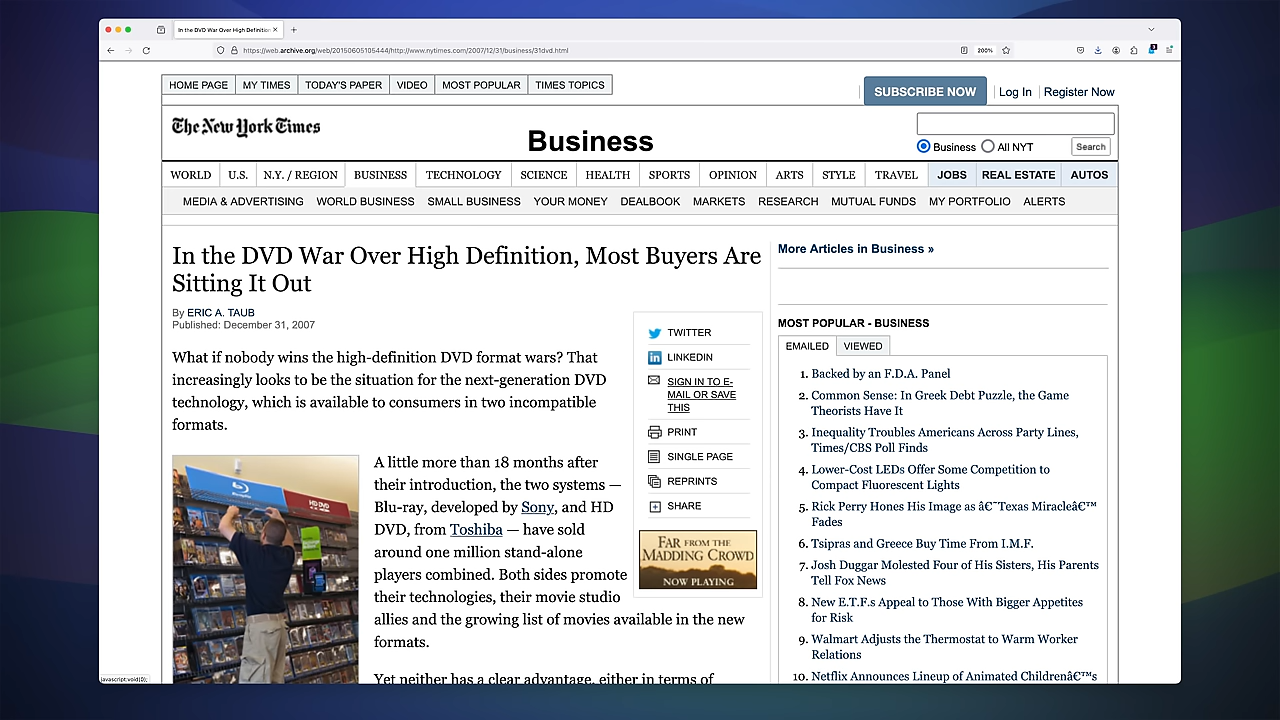 In the DVD War Over High Definition
https://web.archive.org/web/20150605105444/http://www.nytimes.com/2007/12/31/business/31dvd.html
200%
HOME PAGE
MY TIMES
TODAY'S PAPER
VIDEO
MOST POPULAR
TIMES TOPICS
SUBSCRIBE NOW
Log In
Register Now
The New York Times
Business
Business
All NYT
Search
WORLD
U.S.
N.Y. / REGION
BUSINESS
TECHNOLOGY
SCIENCE
HEALTH
SPORTS
OPINION
ARTS
STYLE
TRAVEL
JOBS
REAL ESTATE
AUTOS
MEDIA & ADVERTISING
WORLD BUSINESS
SMALL BUSINESS
YOUR MONEY
DEALBOOK
MARKETS
RESEARCH
MUTUAL FUNDS
MY PORTFOLIO
ALERTS
In the DVD War Over High Definition, Most Buyers Are
Sitting It Out
By ERIC A. TAUB
Published: December 31, 2007
What if nobody wins the high-definition DVD format wars? That
increasingly looks to be the situation for the next-generation DVD
technology, which is available to consumers in two incompatible
formats.
Blu-ray
HD DVD
A little more than 18 months after
their introduction, the two systems —
Blu-ray, developed by Sony, and HD
DVD, from Toshiba — have sold
around one million stand-alone
players combined. Both sides promote
their technologies, their movie studio
allies and the growing list of movies available in the new
formats.
Yet neither has a clear advantage, either in terms of
TWITTER
LINKEDIN
SIGN IN TO E-
MAIL OR SAVE
THIS
PRINT
SINGLE PAGE
REPRINTS
SHARE
FAR FROM THE
MADDING CROWD
NOW PLAYING
More Articles in Business »
MOST POPULAR - BUSINESS
EMAILED
VIEWED
1. Backed by an F.D.A. Panel
2. Common Sense: In Greek Debt Puzzle, the Game
Theorists Have It
3. Inequality Troubles Americans Across Party Lines,
Times/CBS Poll Finds
4. Lower-Cost LEDs Offer Some Competition to
Compact Fluorescent Lights
5. Rick Perry Hones His Image as â€˜Texas Miracleâ€™
Fades
6. Tsipras and Greece Buy Time From I.M.F.
7. Josh Duggar Molested Four of His Sisters, His Parents
Tell Fox News
8. New E.T.F.s Appeal to Those With Bigger Appetites
for Risk
9. Walmart Adjusts the Thermostat to Warm Worker
Relations
10. Netflix Announces Lineup of Animated Childrenâ€™s
javascript:void(0);